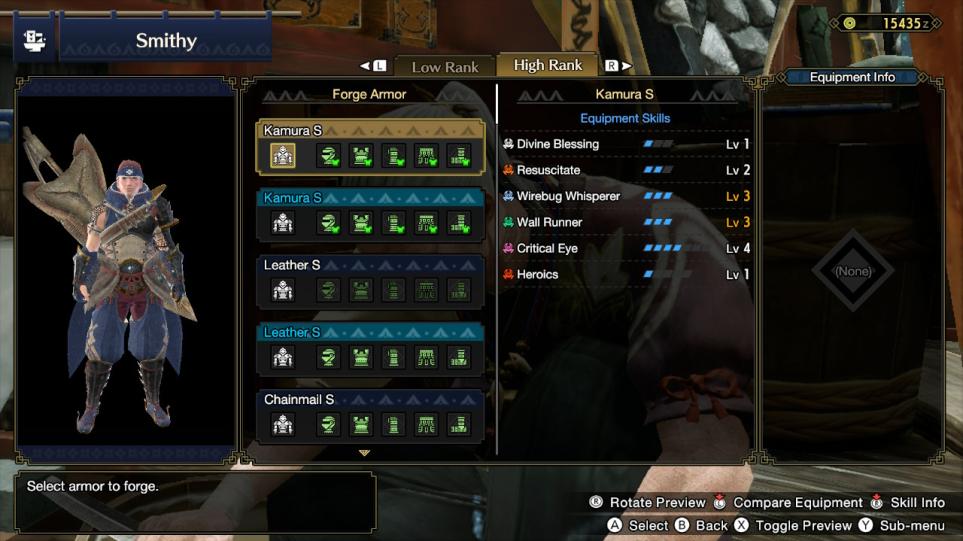 Smithy
15435 z
L
Low Rank
High Rank
R
Equipment Info
Forge Armor
Kamura S
Kamura S
Leather S
Leather S
Chainmail S
Kamura S
Equipment Skills
Divine Blessing Lv 1
Resuscitate Lv 2
Wirebug Whisperer Lv 3
Wall Runner Lv 3
Critical Eye Lv 4
Heroics Lv 1
(None)
Select armor to forge.
R Rotate Preview L Compare Equipment Skill Info
A Select B Back X Toggle Preview Y Sub-menu